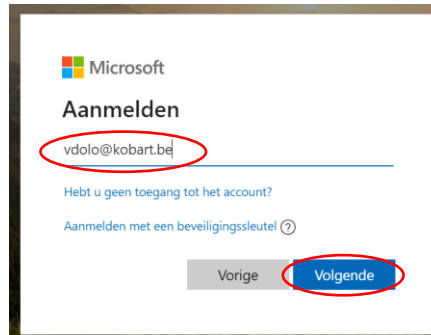 Microsoft
Aanmelden
vdolo@kobart.be
Hebt u geen toegang tot het account?
Aanmelden met een beveiligingssleutel ?
Vorige Volgende